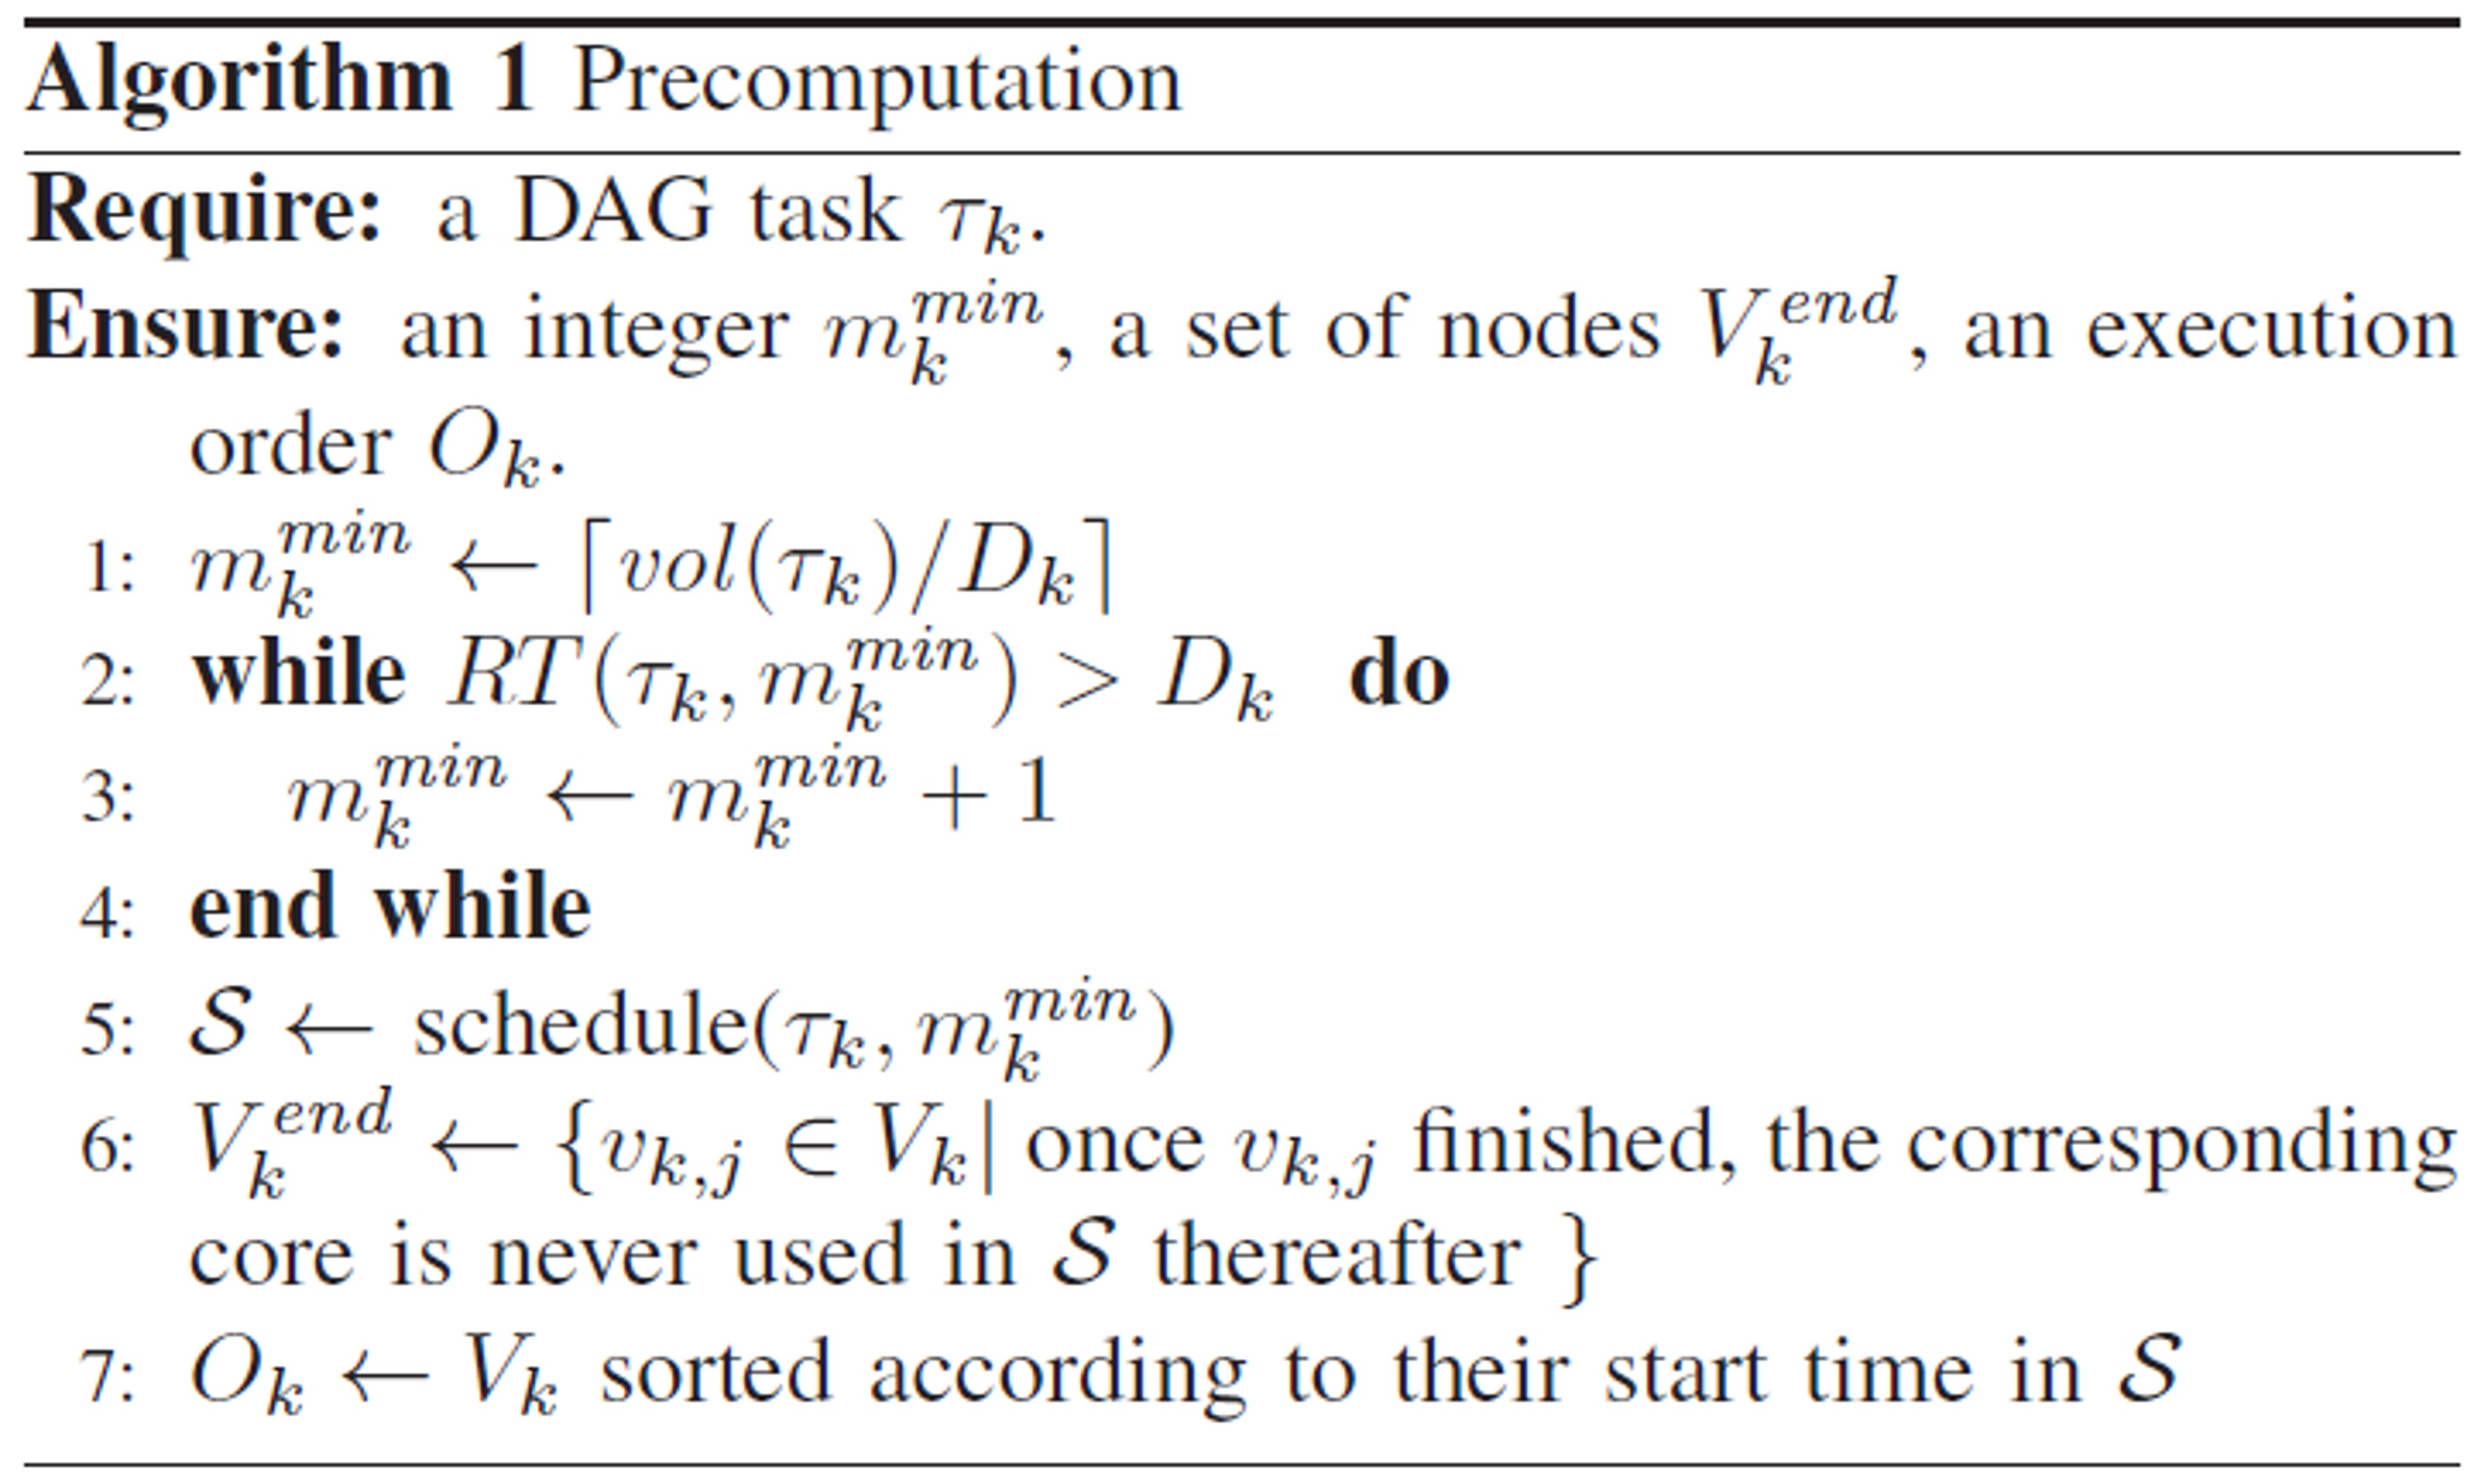 Algorithm 1 Precomputation
Require: a DAG task $\tau_k$.
Ensure: an integer $m_k^{min}$, a set of nodes $V_k^{end}$, an execution
order $O_k$.
1: $m_k^{min} \leftarrow \lceil vol(\tau_k)/D_k \rceil$
2: while $RT(\tau_k, m_k^{min}) > D_k$ do
3: $m_k^{min} \leftarrow m_k^{min} + 1$
4: end while
5: $\mathcal{S} \leftarrow$ schedule$(\tau_k, m_k^{min})$
6: $V_k^{end} \leftarrow \{v_{k,j} \in V_k |$ once $v_{k,j}$ finished, the corresponding
core is never used in $\mathcal{S}$ thereafter $\}$
7: $O_k \leftarrow V_k$ sorted according to their start time in $\mathcal{S}$